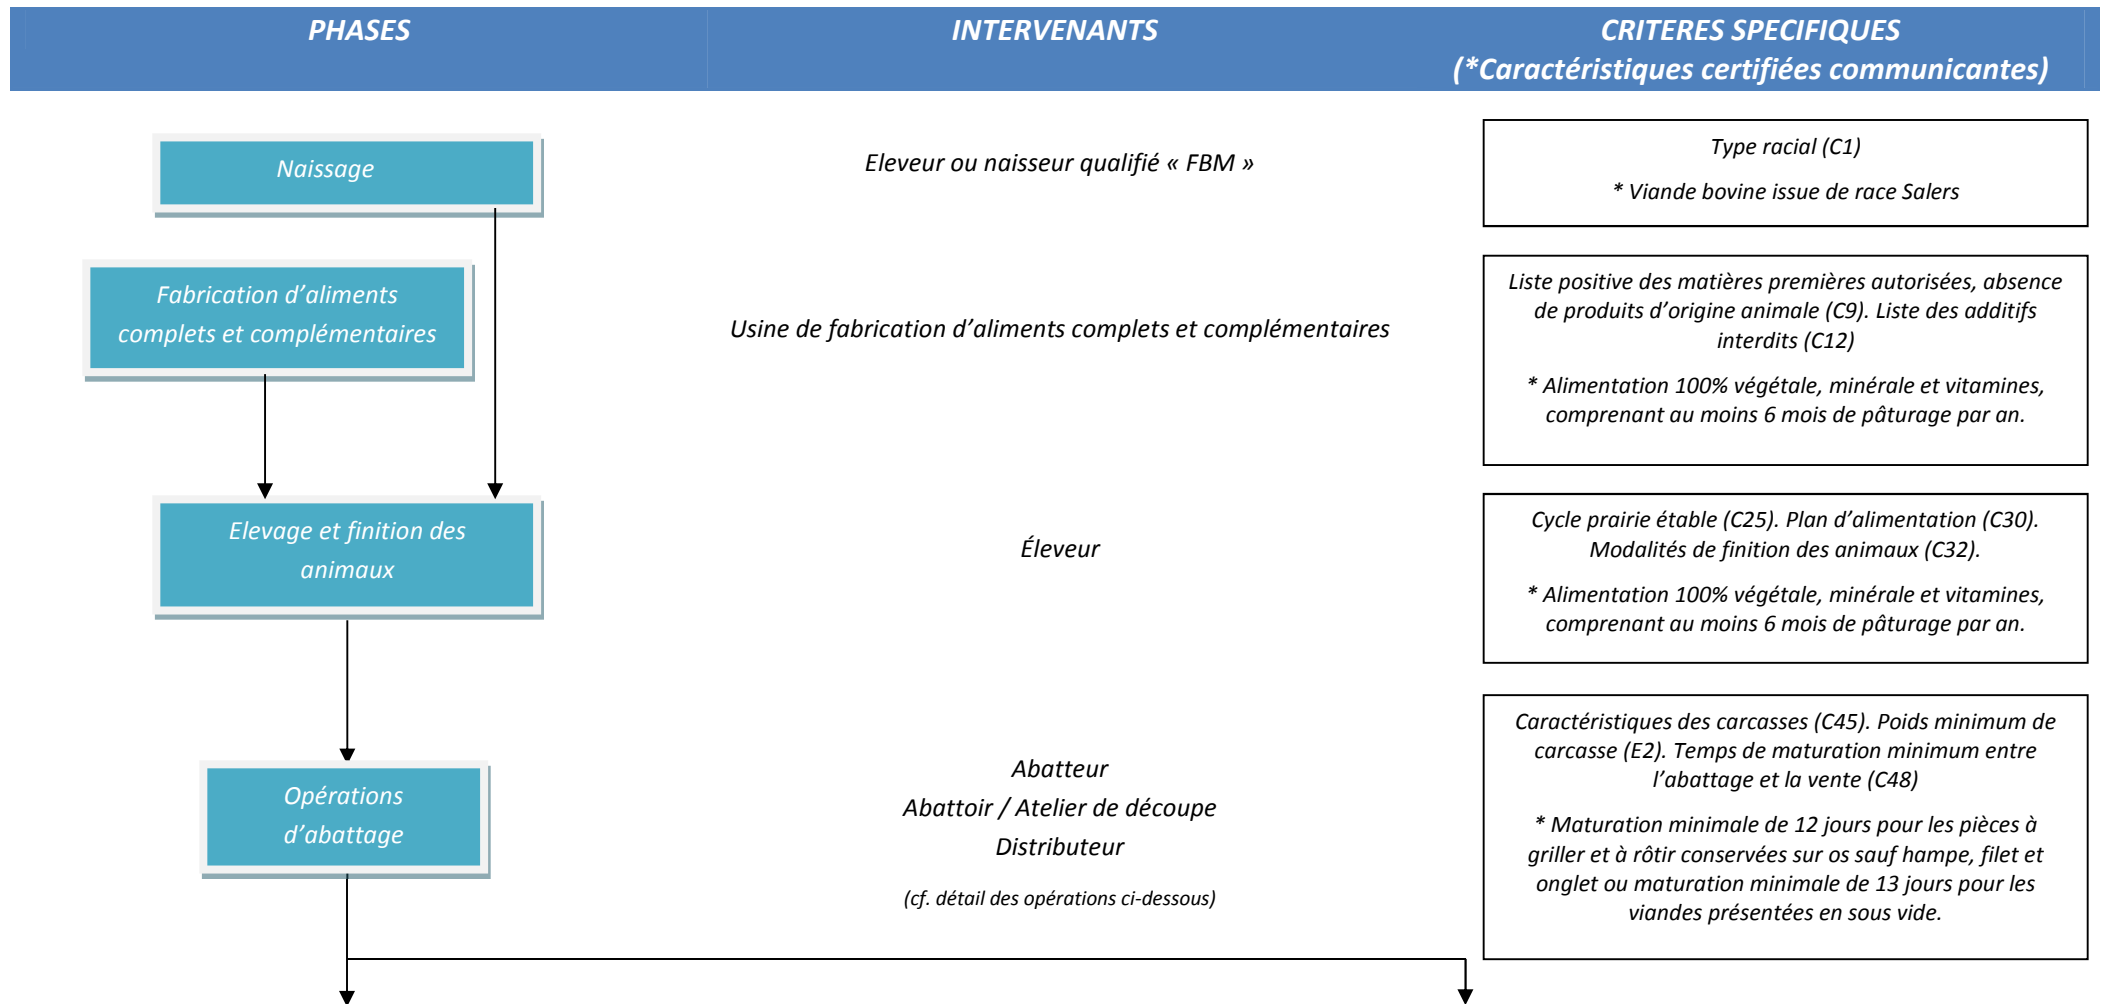 PHASES
INTERVENANTS
CRITERES SPECIFIQUES
(*Caractéristiques certifiées communicantes)
Naissage
Eleveur ou naisseur qualifié « FBM »
Type racial (C1)
* Viande bovine issue de race Salers
Fabrication d’aliments
complets et complémentaires
Usine de fabrication d’aliments complets et complémentaires
Liste positive des matières premières autorisées, absence
de produits d’origine animale (C9). Liste des additifs
interdits (C12)
* Alimentation 100% végétale, minérale et vitamines,
comprenant au moins 6 mois de pâturage par an.
Elevage et finition des
animaux
Éleveur
Cycle prairie étable (C25). Plan d’alimentation (C30).
Modalités de finition des animaux (C32).
* Alimentation 100% végétale, minérale et vitamines,
comprenant au moins 6 mois de pâturage par an.
Opérations
d’abattage
Abatteur
Abattoir / Atelier de découpe
Distributeur
(cf. détail des opérations ci-dessous)
Caractéristiques des carcasses (C45). Poids minimum de
carcasse (E2). Temps de maturation minimum entre
l’abattage et la vente (C48)
* Maturation minimale de 12 jours pour les pièces à
griller et à rôtir conservées sur os sauf hampe, filet et
onglet ou maturation minimale de 13 jours pour les
viandes présentées en sous vide.